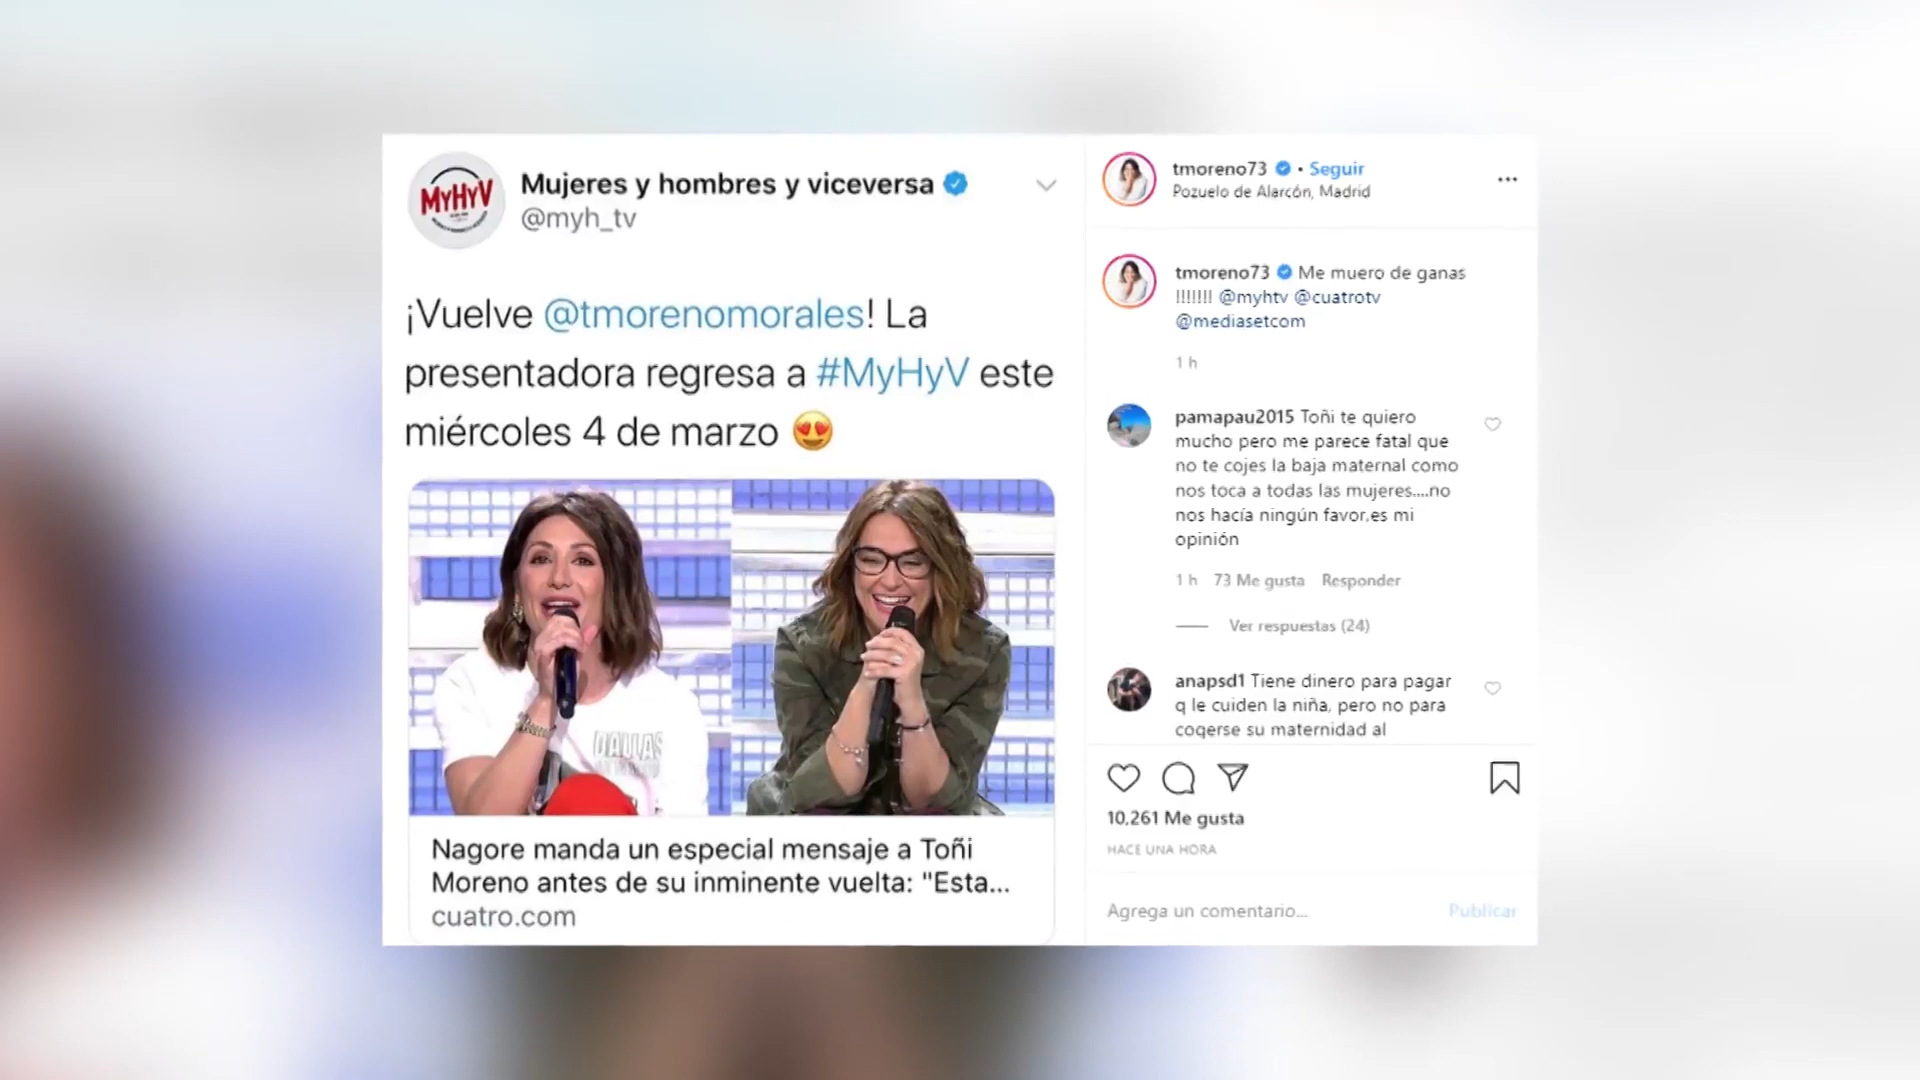 MYHYV
Mujeres y hombres y viceversa
@myh_tv
¡Vuelve @tmorenomorales! La
presentadora regresa a #MyHyV este
miércoles 4 de marzo
DALLAS
Nagore manda un especial mensaje a Toñi
Moreno antes de su inminente vuelta: "Esta...
cuatro.com
tmoreno73 • Seguir
Pozuelo de Alarcón, Madrid
tmoreno73 Me muero de ganas
!!!!!!! @myhtv @cuatrotv
@mediasetcom
1 h
pamapau2015 Toñi te quiero
mucho pero me parece fatal que
no te cojes la baja maternal como
nos toca a todas las mujeres....no
nos hacía ningún favor,es mi
opinión
1 h 73 Me gusta Responder
Ver respuestas (24)
anapsd1 Tiene dinero para pagar
q le cuiden la niña, pero no para
cogerse su maternidad al
10,261 Me gusta
HACE UNA HORA
Agrega un comentario...
Publicar